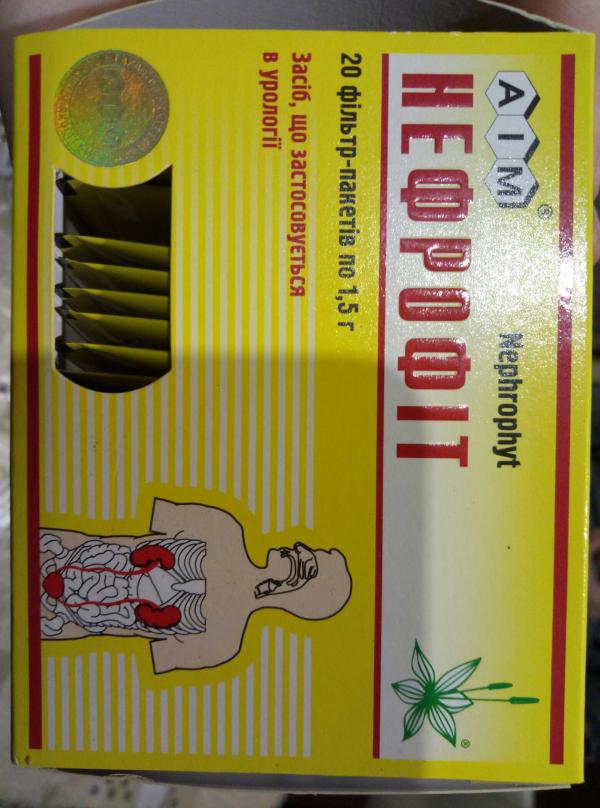 AIM®
Nephrophyt
НЕФРОФІТ
20 фільтр-пакетів по 1,5 г
Засіб, що застосовується
в урології
®